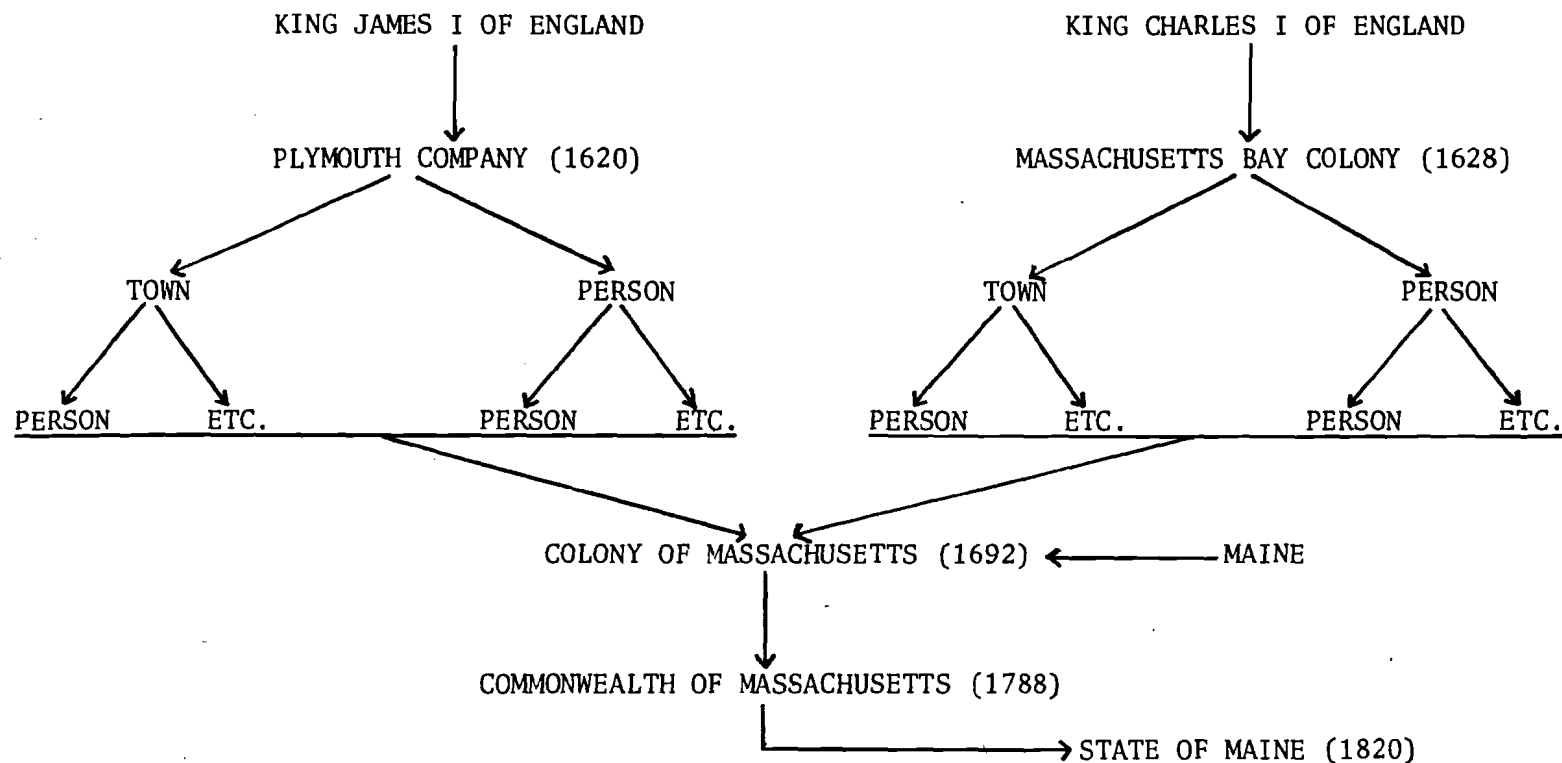 KING JAMES I OF ENGLAND KING CHARLES I OF ENGLAND
PLYMOUTH COMPANY (1620) MASSACHUSETTS BAY COLONY (1628)
TOWN PERSON TOWN PERSON
PERSON ETC. PERSON ETC. PERSON ETC. PERSON ETC.
COLONY OF MASSACHUSETTS (1692) MAINE
COMMONWEALTH OF MASSACHUSETTS (1788)
STATE OF MAINE (1820)